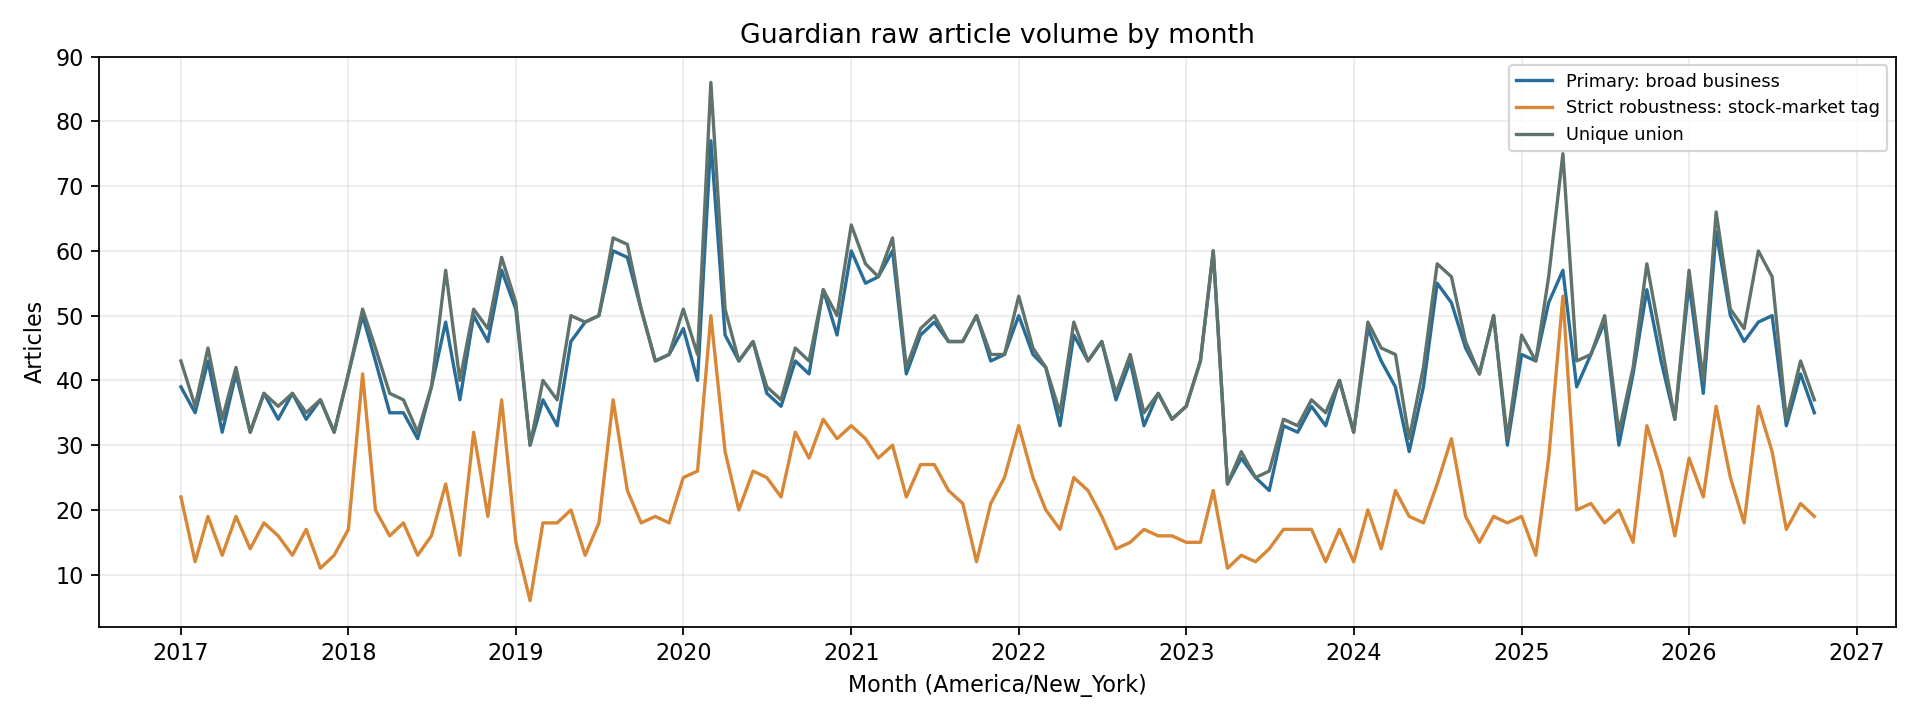 Guardian raw article volume by month
Primary: broad business
Strict robustness: stock-market tag
Unique union
Articles
90
80
70
60
50
40
30
20
10
2017 2018 2019 2020 2021 2022 2023 2024 2025 2026 2027
Month (America/New_York)